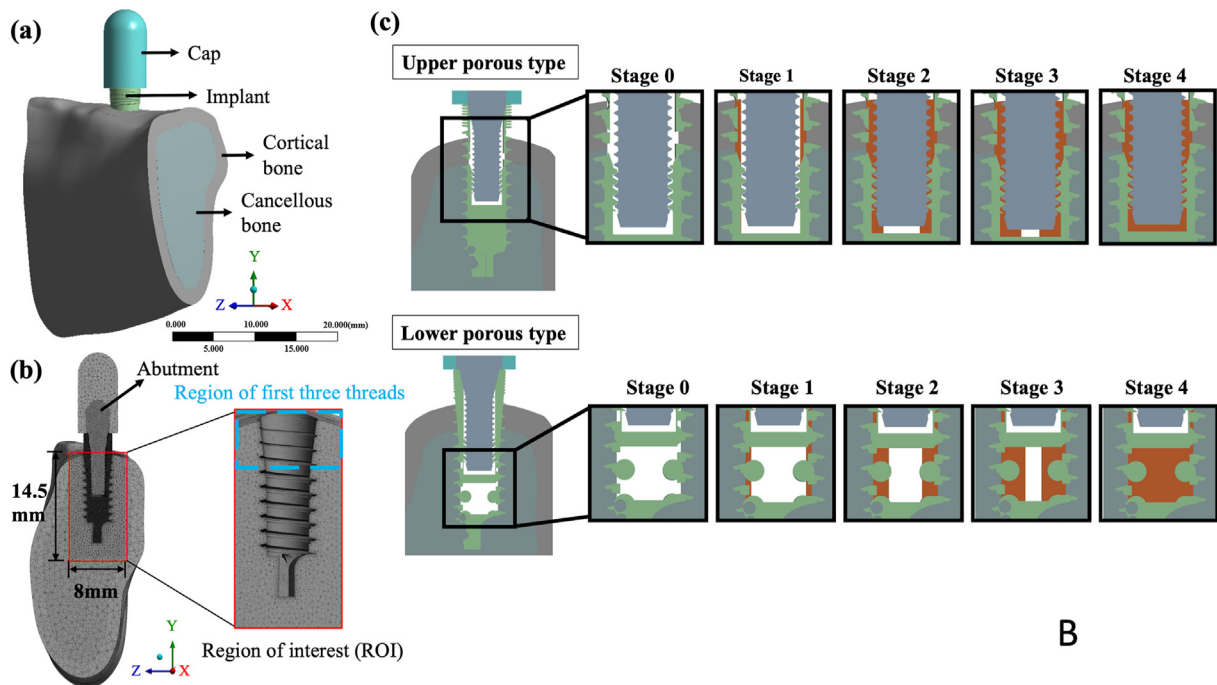 (a)
Cap
Implant
Cortical
bone
Cancellous
bone
Y
Z
X
0.000
10.000
20.000(mm)
5.000
15.000
(b)
Abutment
Region of first three threads
14.5
mm
8mm
Y
Z
X
Region of interest (ROI)
(c)
Upper porous type
Stage 0
Stage 1
Stage 2
Stage 3
Stage 4
Lower porous type
Stage 0
Stage 1
Stage 2
Stage 3
Stage 4
B